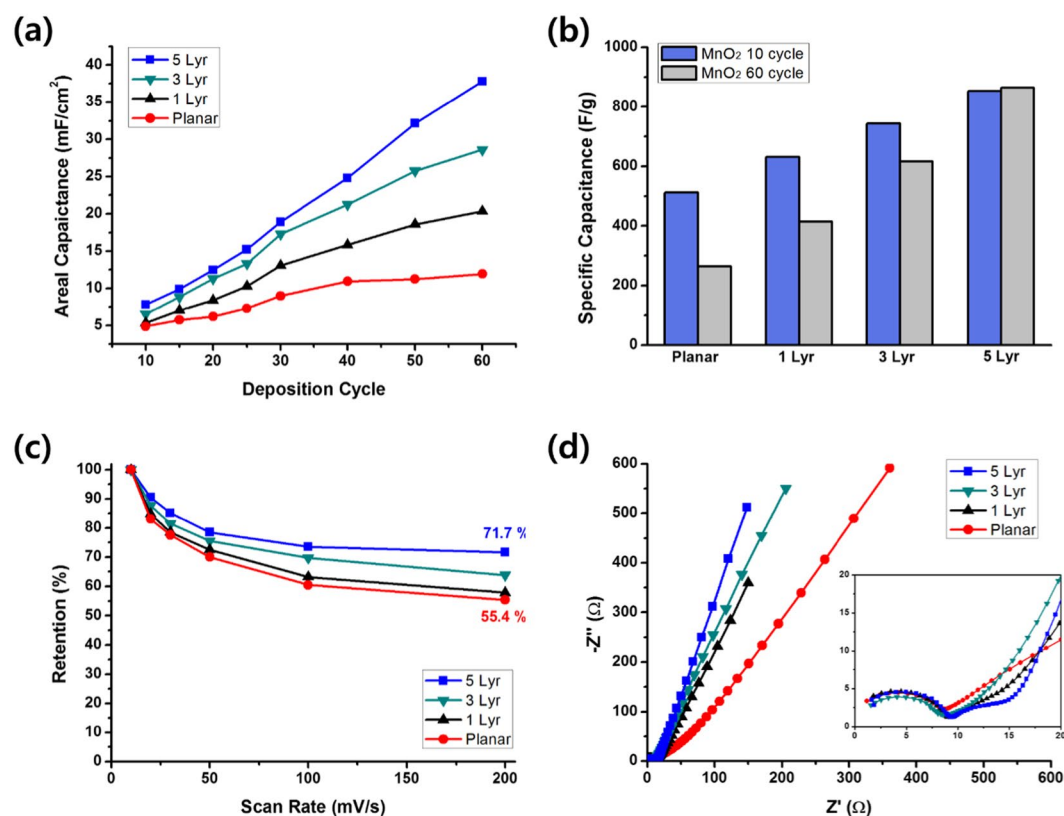 (a)
Areal Capaictance (mF/cm²)
40
35
30
25
20
15
10
5
5 Lyr
3 Lyr
1 Lyr
Planar
10 20 30 40 50 60
Deposition Cycle
(b)
Specific Capacitance (F/g)
1000
800
600
400
200
0
MnO₂ 10 cycle
MnO₂ 60 cycle
Planar 1 Lyr 3 Lyr 5 Lyr
(c)
Retention (%)
100
90
80
70
60
50
40
30
20
10
0
71.7 %
55.4 %
5 Lyr
3 Lyr
1 Lyr
Planar
0 50 100 150 200
Scan Rate (mV/s)
(d)
-Z'' (Ω)
600
500
400
300
200
100
0
5 Lyr
3 Lyr
1 Lyr
Planar
20
15
10
5
0
0 5 10 15 20
0 100 200 300 400 500 600
Z' (Ω)